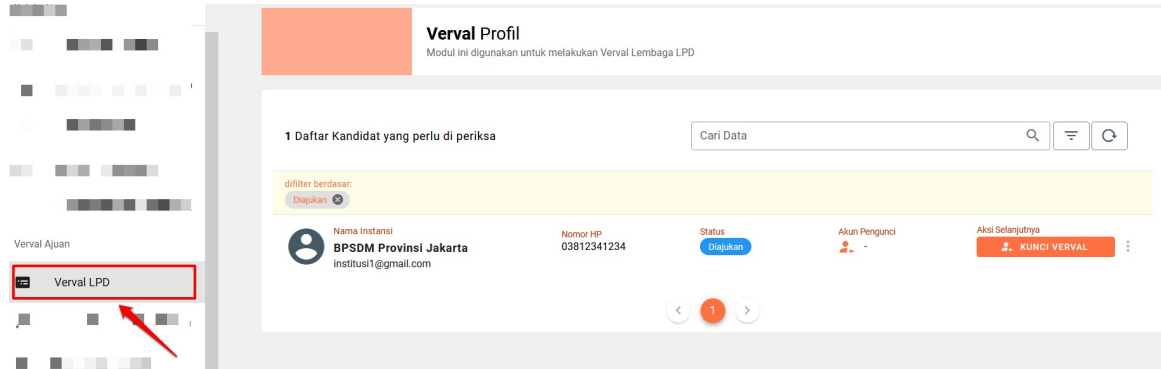 Verval Profil
Modul ini digunakan untuk melakukan Verval Lembaga LPD
1 Daftar Kandidat yang perlu di periksa
Cari Data
difilter berdasar:
Diajukan
Nama Instansi
BPSDM Provinsi Jakarta
institusi1@gmail.com
Nomor HP
03812341234
Status
Diajukan
Akun Pengunci
-
Aksi Selanjutnya
KUNCI VERVAL
1
Verval Ajuan
Verval LPD